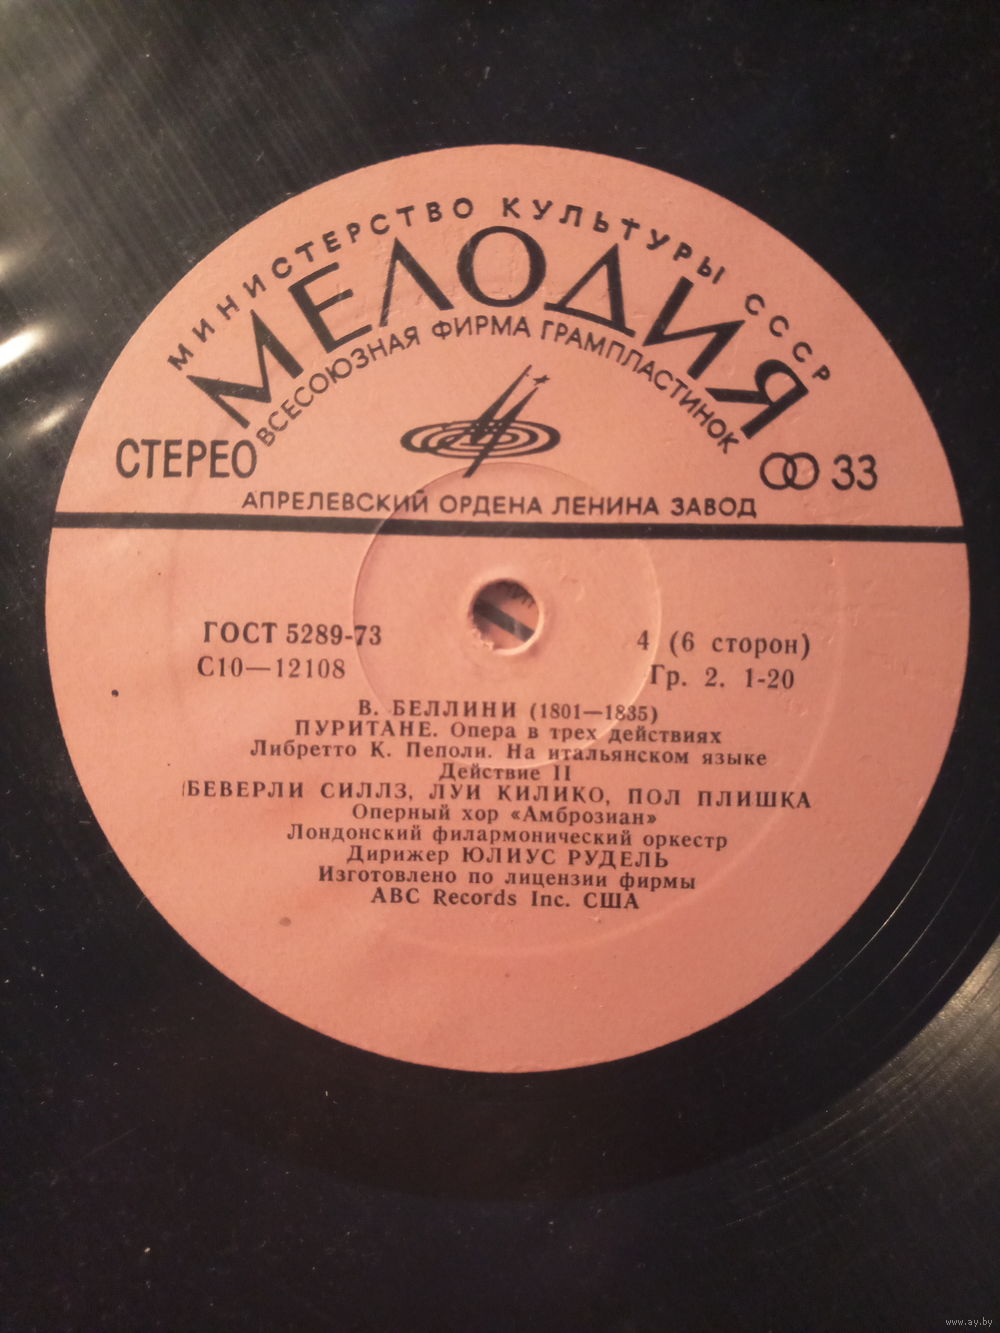 МИНИСТЕРСТВО КУЛЬТУРЫ СССР
МЕЛОДИЯ
ВСЕСОЮЗНАЯ ФИРМА ГРАМПЛАСТИНОК
СТЕРЕО
33
АПРЕЛЕВСКИЙ ОРДЕНА ЛЕНИНА ЗАВОД
ГОСТ 5289-73
4 (6 сторон)
С10—12108
Гр. 2. 1-20
В. БЕЛЛИНИ (1801—1835)
ПУРИТАНЕ. Опера в трех действиях
Либретто К. Пеполи. На итальянском языке
Действие II
БЕВЕРЛИ СИЛЛЗ, ЛУИ КИЛИКО, ПОЛ ПЛИШКА
Оперный хор «Амброзиан»
Лондонский филармонический оркестр
Дирижер ЮЛИУС РУДЕЛЬ
Изготовлено по лицензии фирмы
ABC Records Inc. США
www.ay.by